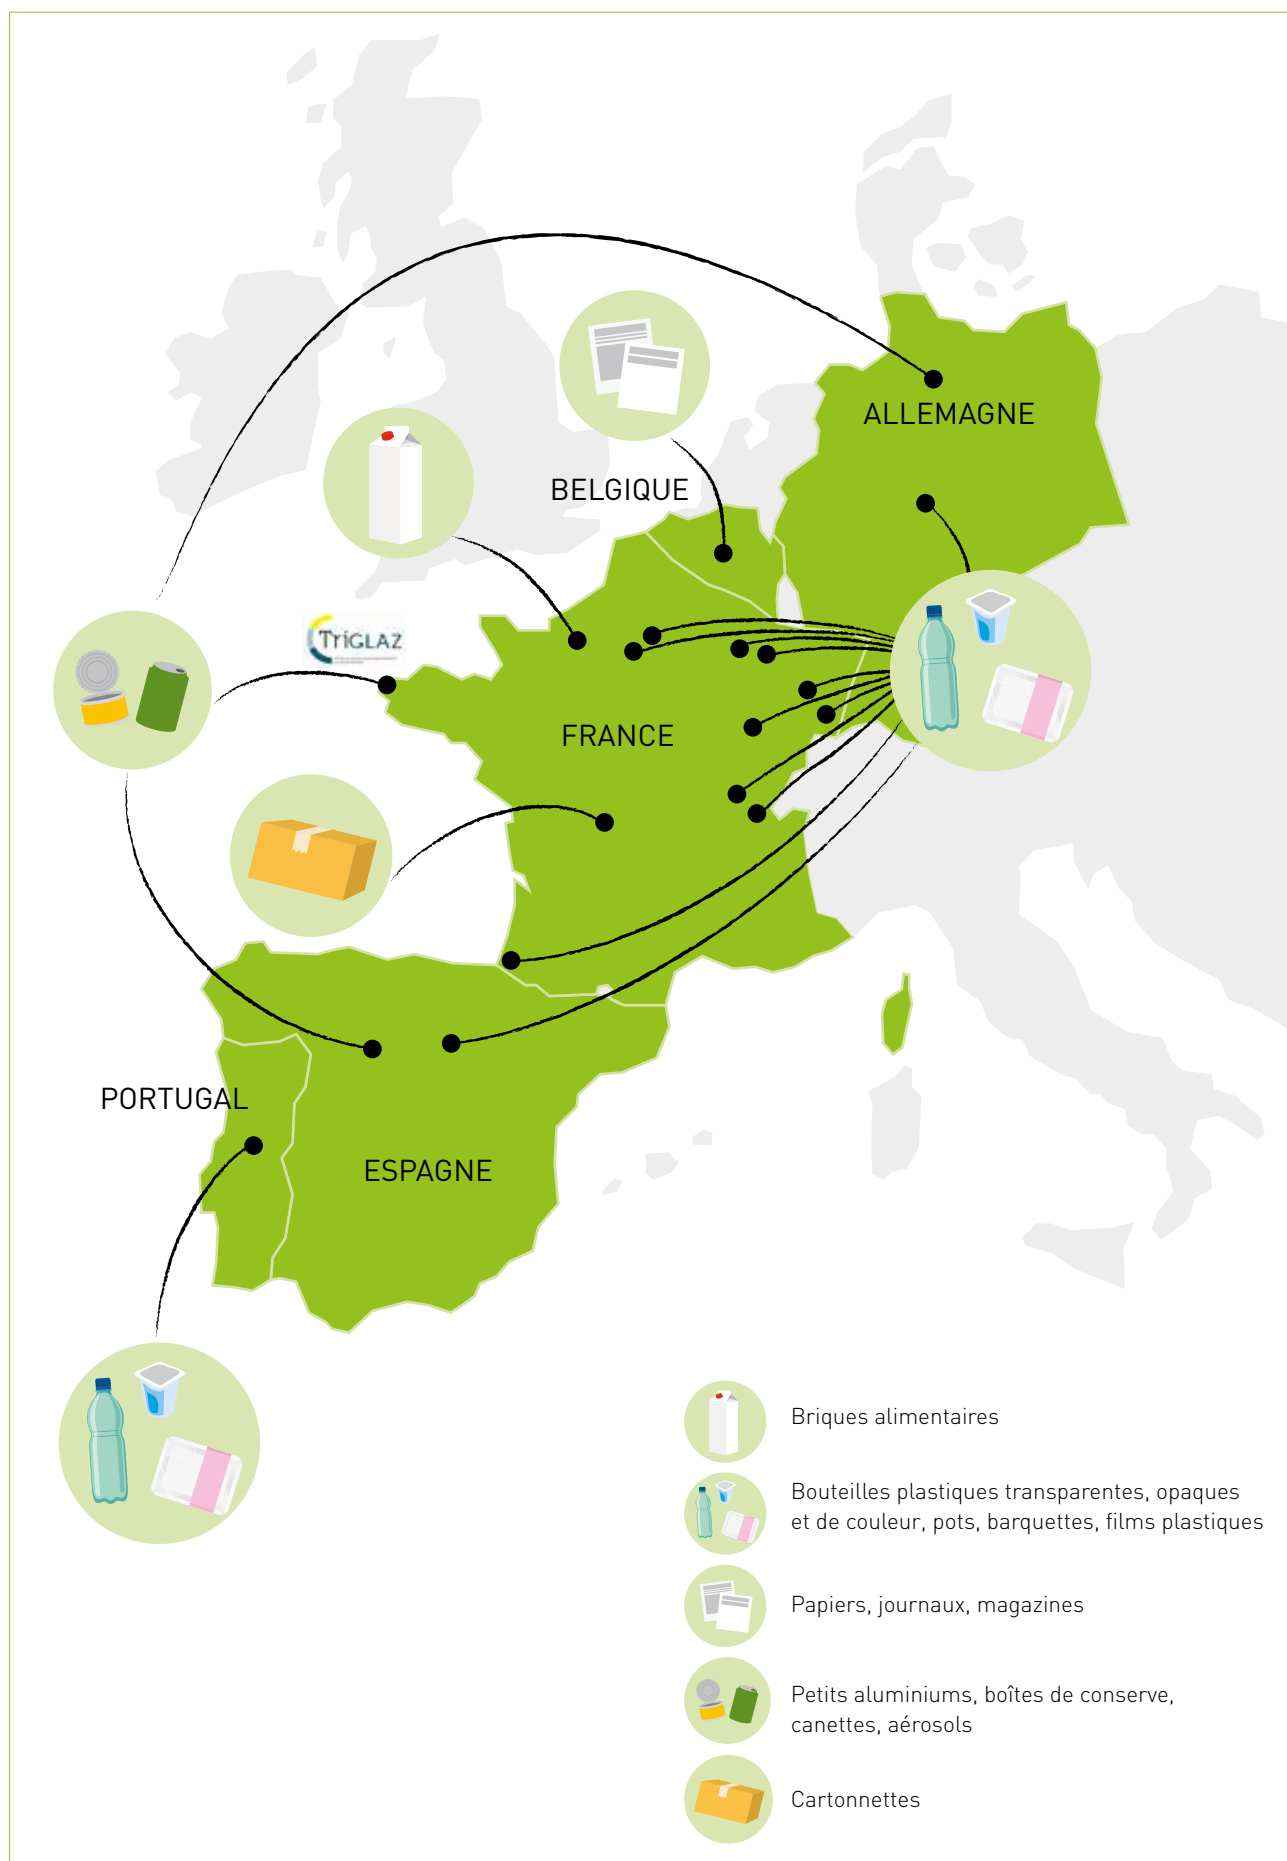 ALLEMAGNE
BELGIQUE
TriGLAZ
FRANCE
PORTUGAL
ESPAGNE
Briques alimentaires
Bouteilles plastiques transparentes, opaques
et de couleur, pots, barquettes, films plastiques
Papiers, journaux, magazines
Petits aluminiums, boîtes de conserve,
canettes, aérosols
Cartonnettes